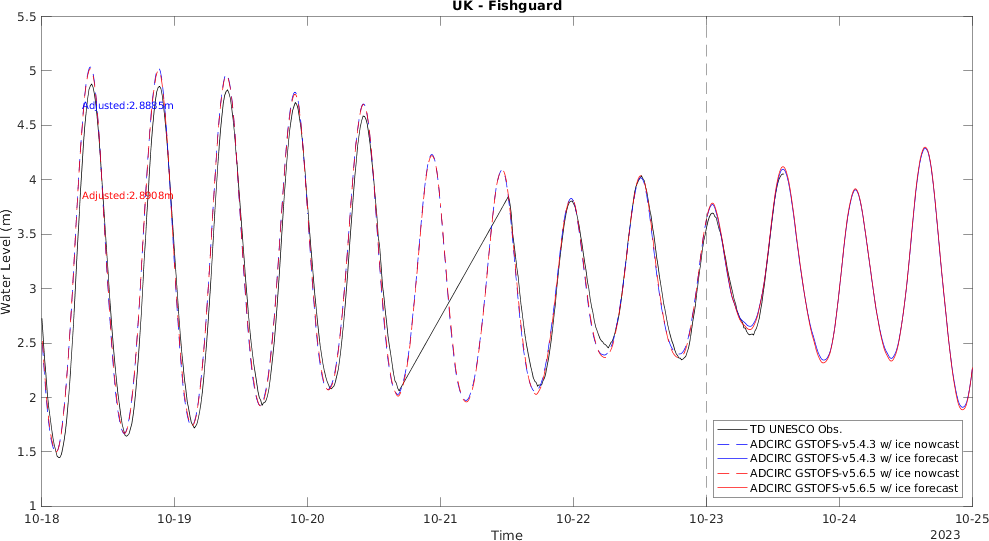 UK - Fishguard
5.5
5
4.5
4
3.5
3
2.5
2
1.5
1
Water Level (m)
Adjusted:2.8885m
Adjusted:2.8908m
TD UNESCO Obs.
ADCIRC GSTOFS-v5.4.3 w/ ice nowcast
ADCIRC GSTOFS-v5.4.3 w/ ice forecast
ADCIRC GSTOFS-v5.6.5 w/ ice nowcast
ADCIRC GSTOFS-v5.6.5 w/ ice forecast
10-18 10-19 10-20 10-21 10-22 10-23 10-24 10-25
Time
2023